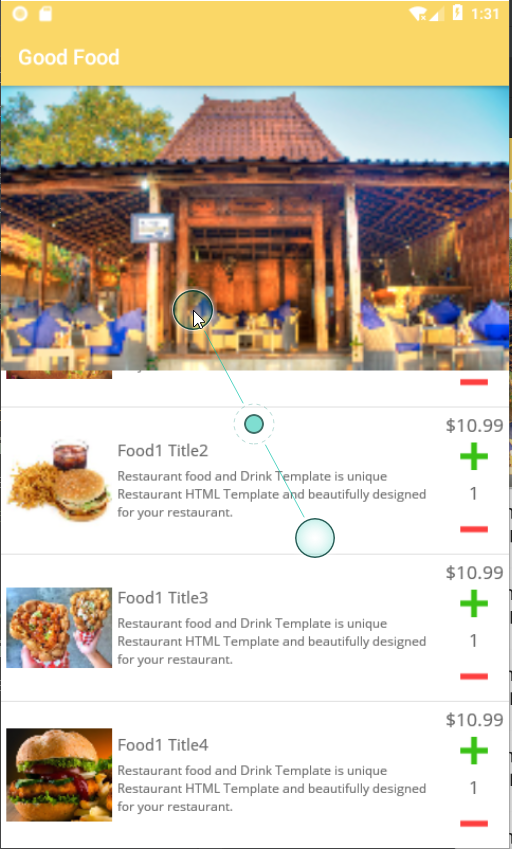 1:31
Good Food
$10.99
Food1 Title2
Restaurant food and Drink Template is unique
Restaurant HTML Template and beautifully designed
for your restaurant.
1
$10.99
Food1 Title3
Restaurant food and Drink Template is unique
Restaurant HTML Template and beautifully designed
for your restaurant.
1
$10.99
Food1 Title4
Restaurant food and Drink Template is unique
Restaurant HTML Template and beautifully designed
for your restaurant.
1